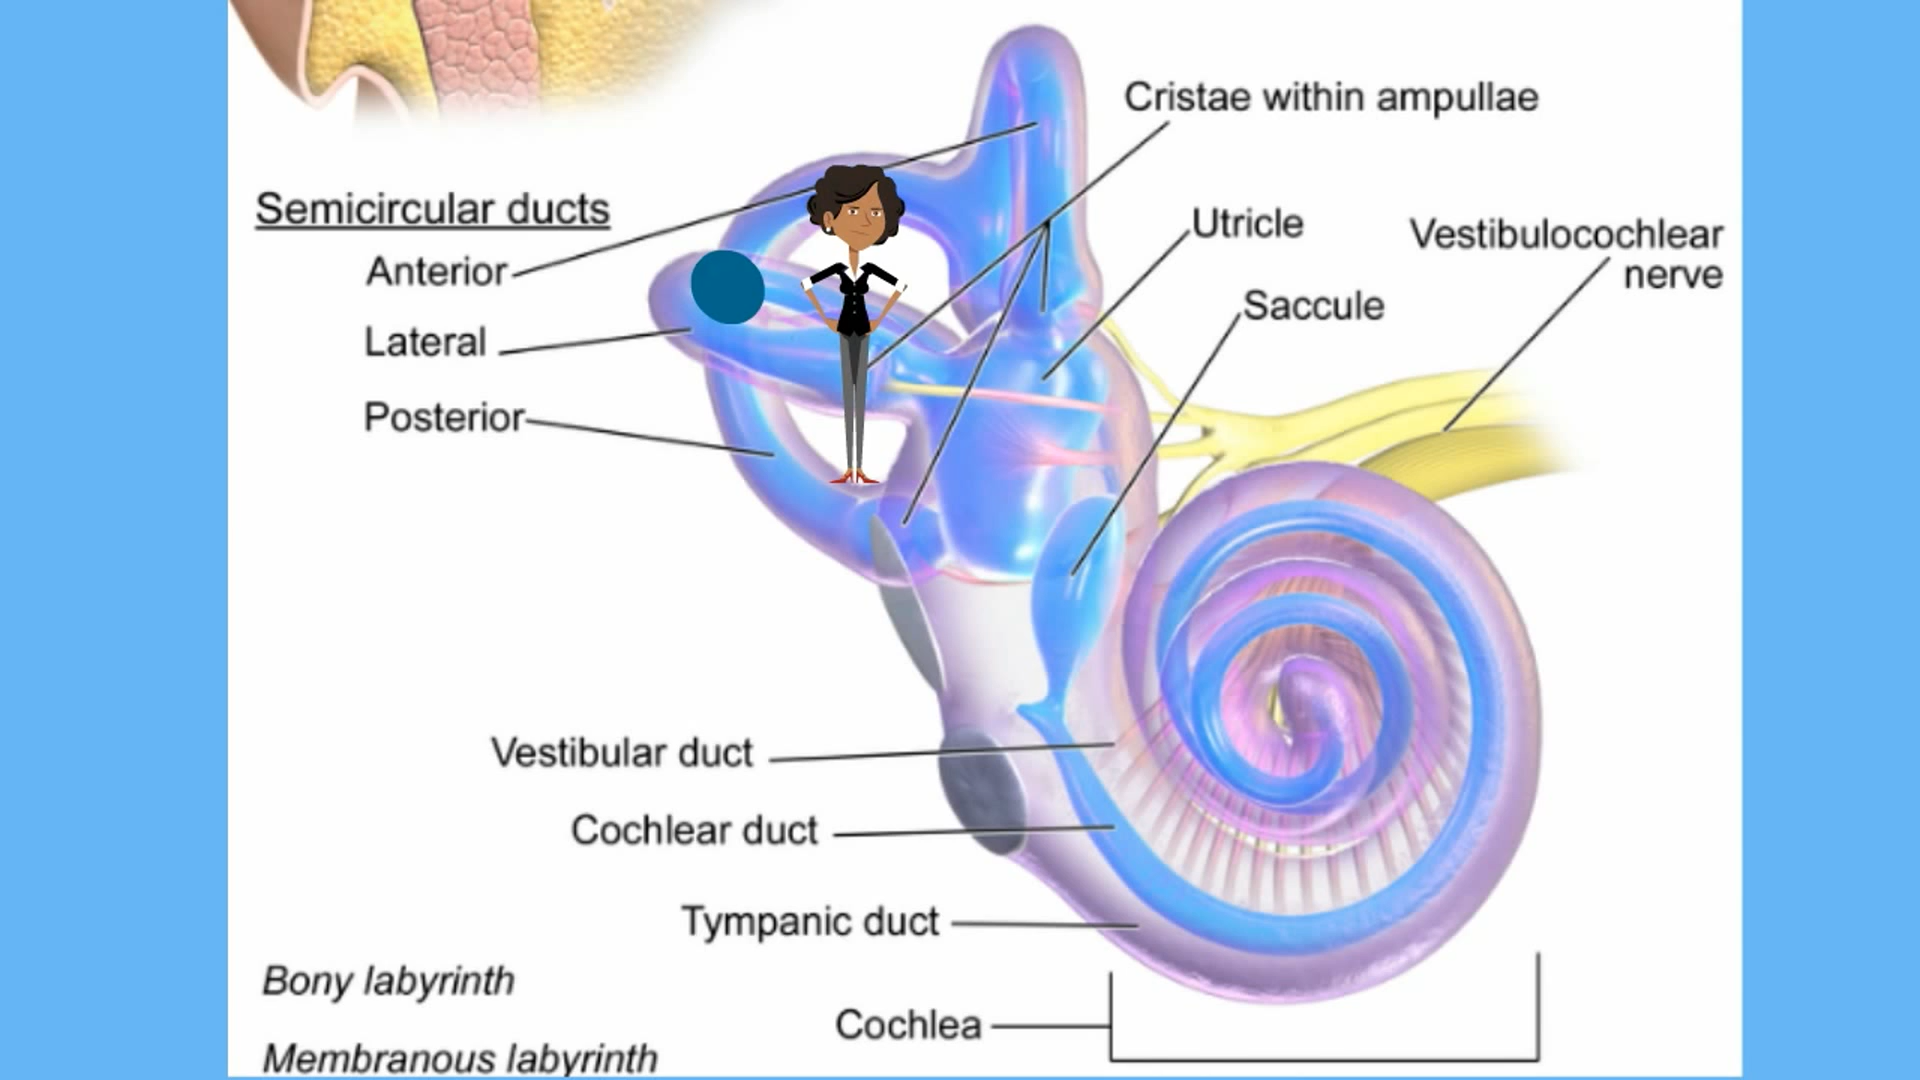 Cristae within ampullae
Semicircular ducts
Anterior
Lateral
Posterior
Utricle
Saccule
Vestibulocochlear
nerve
Vestibular duct
Cochlear duct
Tympanic duct
Cochlea
Bony labyrinth
Membranous labyrinth